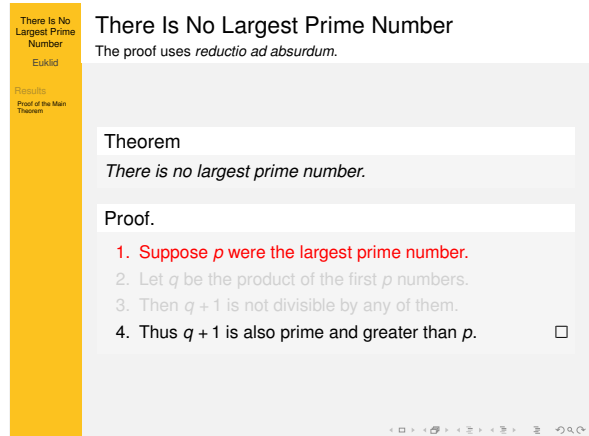 There Is No
Largest Prime
Number
Euklid
Results
Proof of the Main
Theorem
There Is No Largest Prime Number
The proof uses reductio ad absurdum.
Theorem
There is no largest prime number.
Proof.
1. Suppose p were the largest prime number.
2. Let q be the product of the first p numbers.
3. Then q + 1 is not divisible by any of them.
4. Thus q + 1 is also prime and greater than p. □